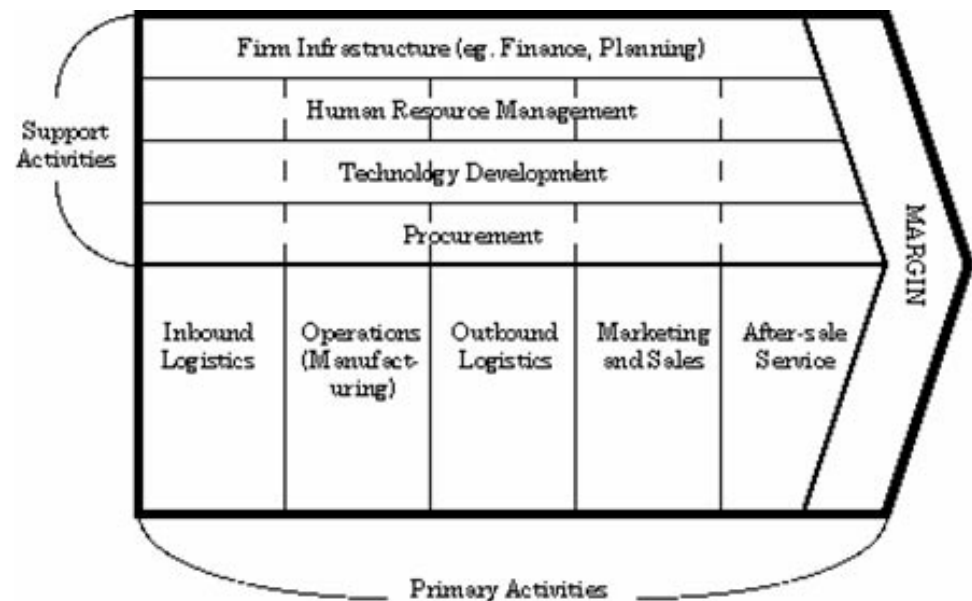 Firm Infrastructure (eg. Finance, Planning)
Human Resource Management
Support
Activities
Technology Development
Procurement
MARGIN
Inbound
Logistics
Operations
(Manufact-
uring)
Outbound
Logistics
Marketing
and Sales
After-sale
Service
Primary Activities